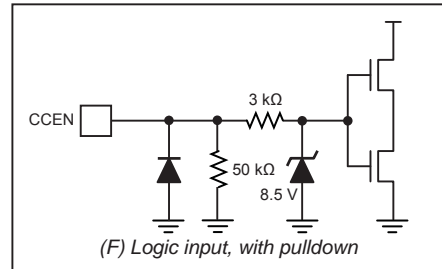 3 kΩ
CCEN
50 kΩ
8.5 V
(F) Logic input, with pulldown